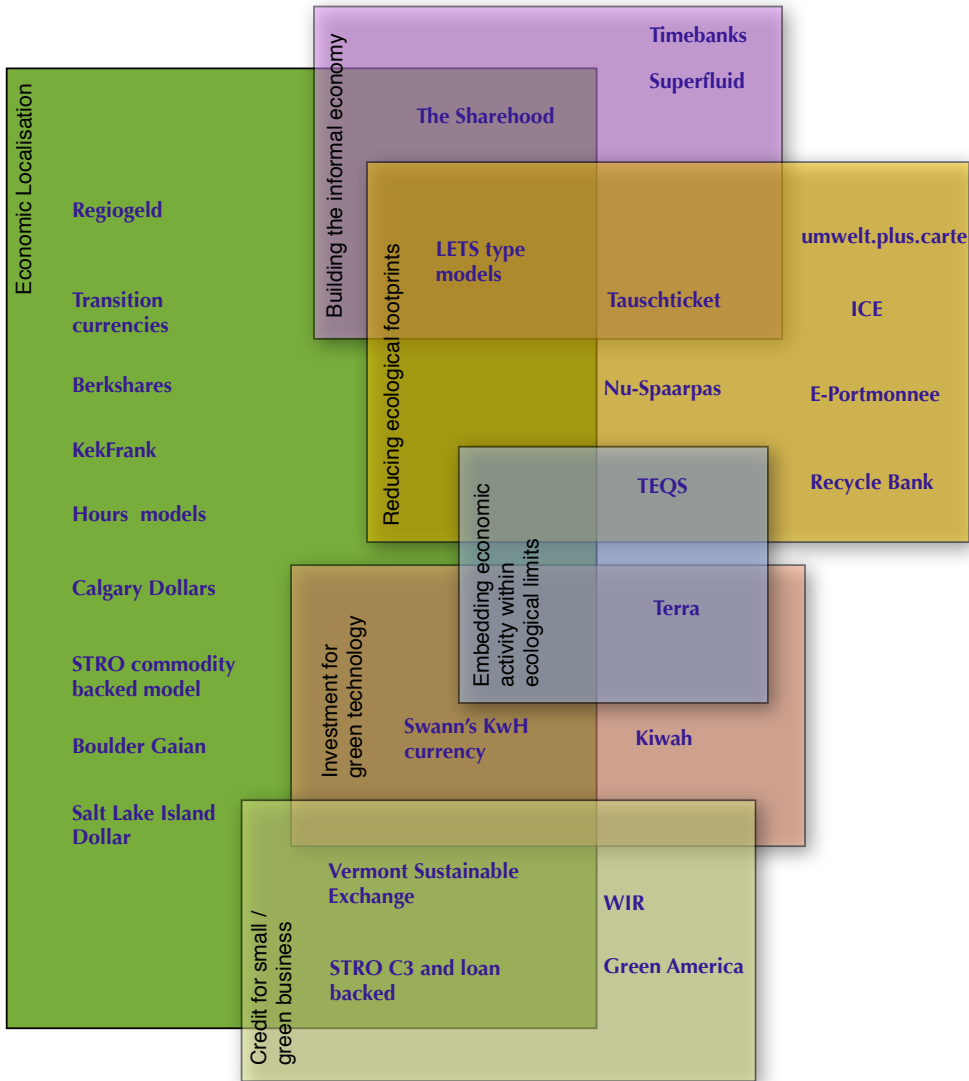 Timebanks
Superfluid
The Sharehood
Building the informal economy
Economic Localisation
Regiogeld
Transition
currencies
Berkshares
KekFrank
Hours  models
Calgary Dollars
STRO commodity
backed model
Boulder Gaian
Salt Lake Island
Dollar
LETS type
models
Tauschticket
Reducing ecological footprints
umwelt.plus.carte
ICE
Nu-Spaarpas
E-Portmonnee
Recycle Bank
TEQS
Embedding economic
activity within
ecological limits
Terra
Investment for
green technology
Swann's KwH
currency
Kiwah
Credit for small /
green business
Vermont Sustainable
Exchange
WIR
STRO C3 and loan
backed
Green America